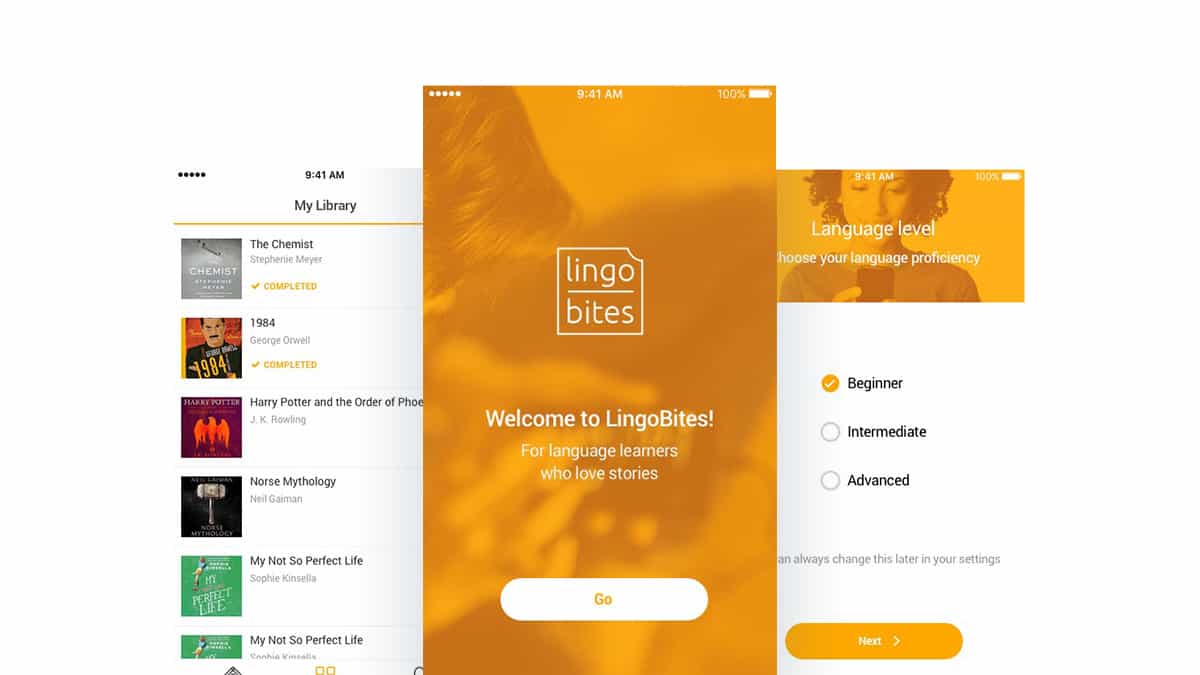 9:41 AM
My Library
CHEMIST
STEPHENIE
MEYER
The Chemist
Stephenie Meyer
COMPLETED
GEORGE ORWELL
1984
1984
George Orwell
COMPLETED
HARRY POTTER
Harry Potter and the Order of Phoe
J. K. Rowling
NEIL GAIMAN
NORSE
MYTHOLOGY
Norse Mythology
Neil Gaiman
KINSELLA
MY
PERFECT
LIFE
My Not So Perfect Life
Sophie Kinsella
My Not So Perfect Life
Sophie Kinsella
9:41 AM 100%
lingo
bites
Welcome to LingoBites!
For language learners
who love stories
Go
9:41 AM 100%
Language level
hoose your language proficiency
Beginner
Intermediate
Advanced
an always change this later in your settings
Next